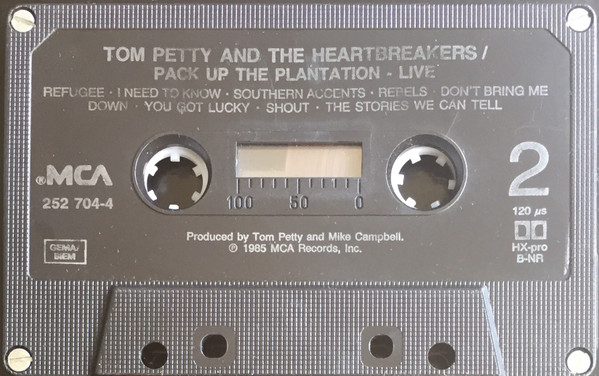 TOM PETTY AND THE HEARTBREAKERS/
PACK UP THE PLANTATION - LIVE
REFUGEE · I NEED TO KNOW · SOUTHERN ACCENTS · REBELS · DON'T BRING ME
DOWN · YOU GOT LUCKY · SHOUT · THE STORIES WE CAN TELL
®MCA
252 704-4
2
120 µs
100 50 0
HX-pro
B-NR
GEMA/
BIEM
Produced by Tom Petty and Mike Campbell.
℗ 1985 MCA Records, Inc.